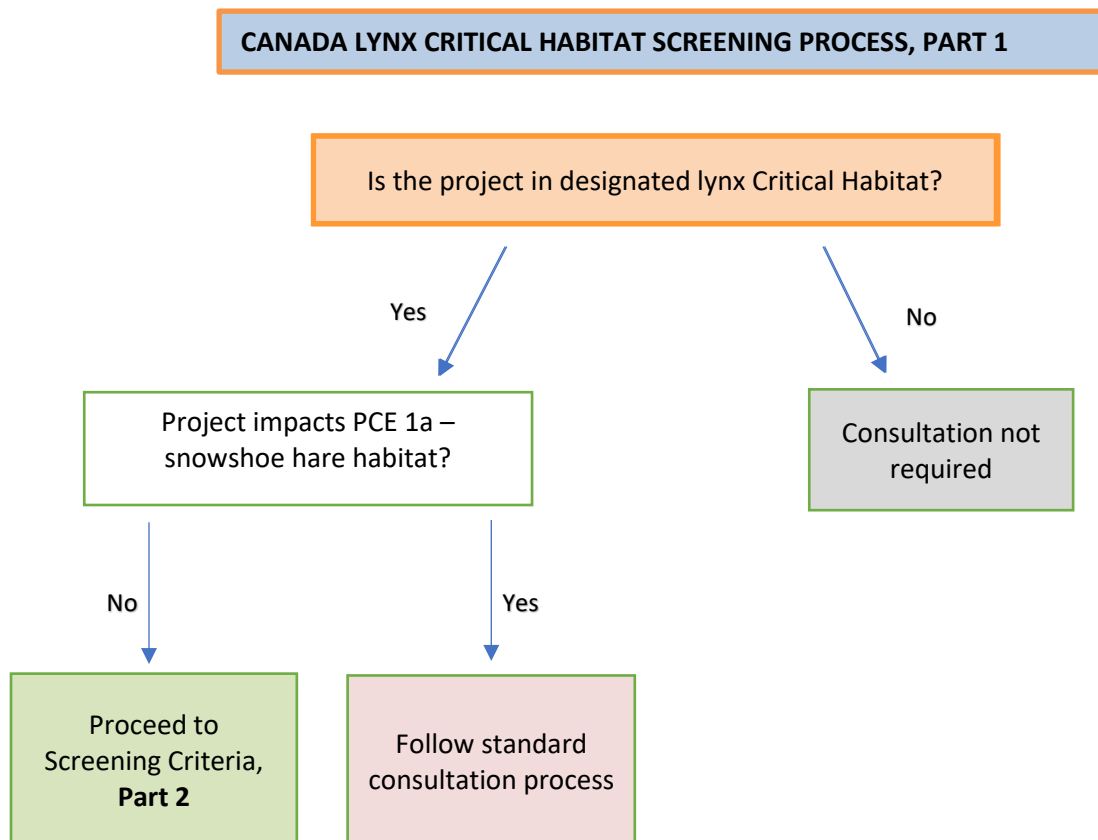 CANADA LYNX CRITICAL HABITAT SCREENING PROCESS, PART 1
Is the project in designated lynx Critical Habitat?
Yes
No
Project impacts PCE 1a –
snowshoe hare habitat?
Consultation not
required
No
Yes
Proceed to
Screening Criteria,
Part 2
Follow standard
consultation process